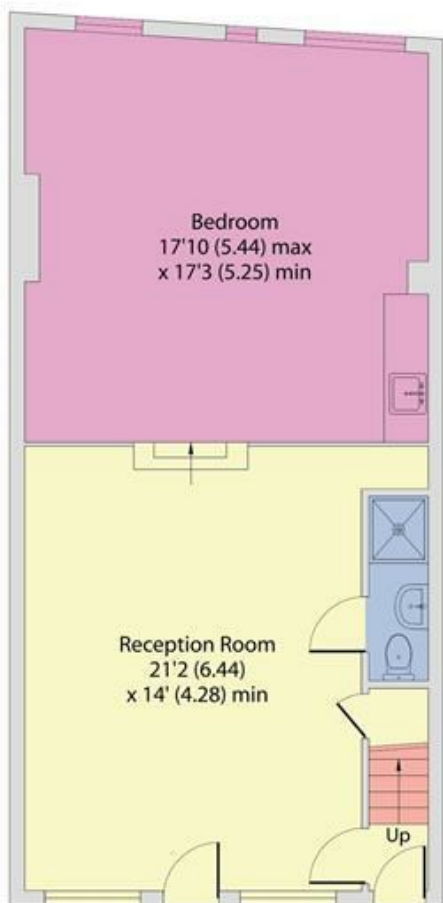 Bedroom
17'10 (5.44) max
x 17'3 (5.25) min
Reception Room
21'2 (6.44)
x 14' (4.28) min
Up